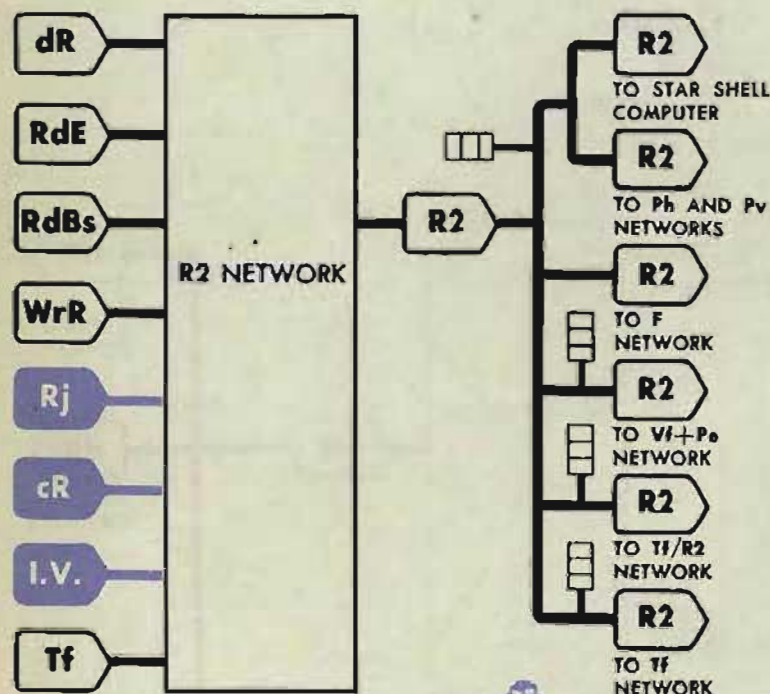 dR
RdE
RdBs
WrR
Rj
cR
I.V.
Tf
R2 NETWORK
R2
R2
TO STAR SHELL
COMPUTER
R2
TO Ph AND Pv
NETWORKS
R2
TO F
NETWORK
R2
TO Vf+Pe
NETWORK
R2
TO Tf/R2
NETWORK
R2
TO Tf
NETWORK